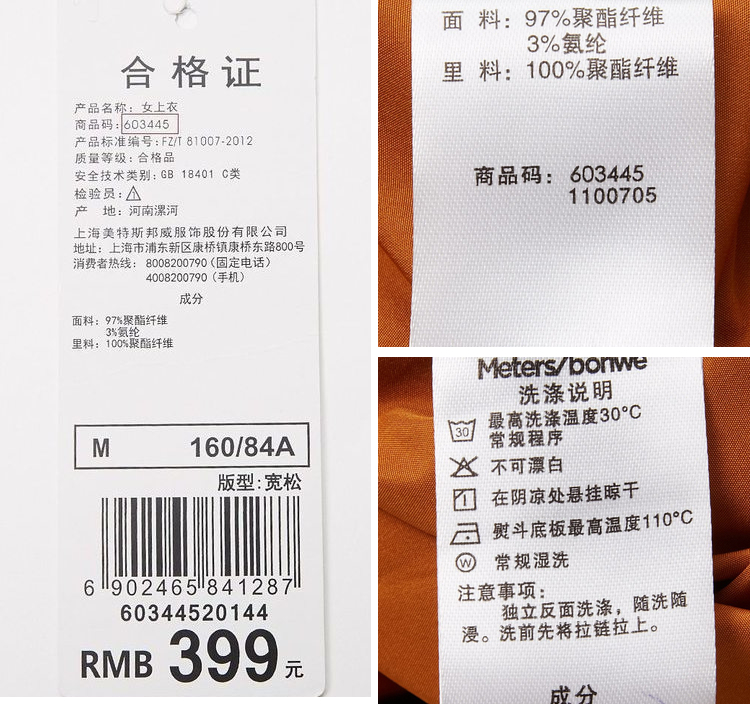 合格证
产品名称：女上衣
商品码：603445
产品标准编号：FZ/T 81007-2012
质量等级：合格品
安全技术类别：GB 18401 C类
检验员：1
产　地：河南漯河
上海美特斯邦威服饰股份有限公司
地址：上海市浦东新区康桥镇康桥东路800号
消费者热线：8008200790（固定电话）
4008200790（手机）
成分
面料：97%聚酯纤维
3%氨纶
里料：100%聚酯纤维
M 160/84A
版型：宽松
6 902465 841287
60344520144
RMB 399元
面 料：97%聚酯纤维
3%氨纶
里 料：100%聚酯纤维
商品码：603445
1100705
Meters/bonwe
洗涤说明
30 最高洗涤温度30°C
常规程序
不可漂白
在阴凉处悬挂晾干
熨斗底板最高温度110°C
W 常规湿洗
注意事项：
独立反面洗涤，随洗随
浸。洗前先将拉链拉上。
成分